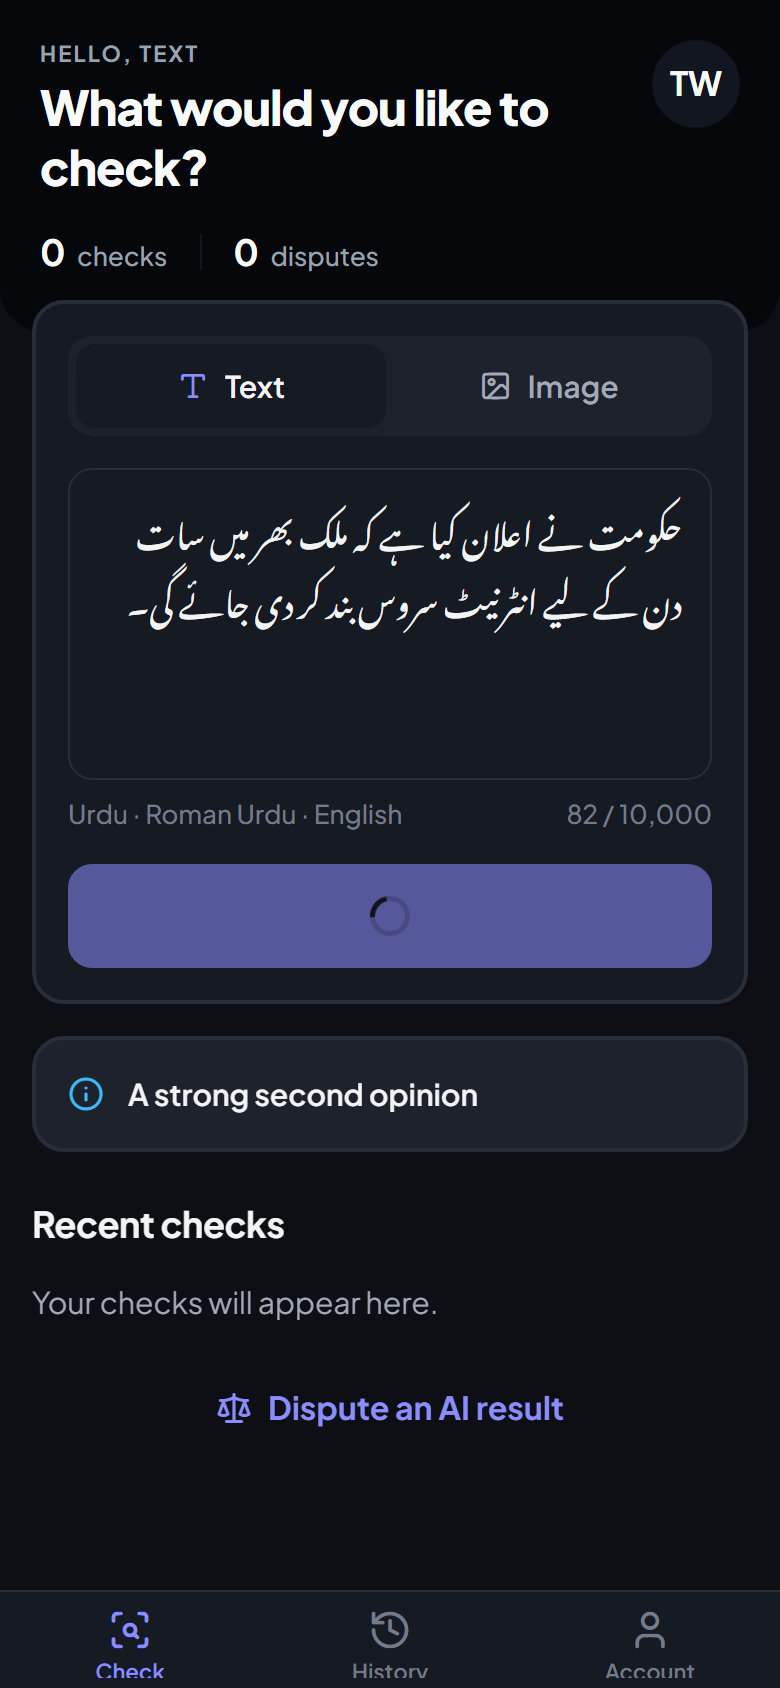 HELLO, TEXT
What would you like to
check?
TW
0 checks
0 disputes
Text
Image
حکومت نے اعلان کیا ہے کہ ملک بھر میں سات
دن کے لیے انٹرنیٹ سروس بند کر دی جائے گی۔
Urdu · Roman Urdu · English
82 / 10,000
A strong second opinion
Recent checks
Your checks will appear here.
Dispute an AI result
Check
History
Account